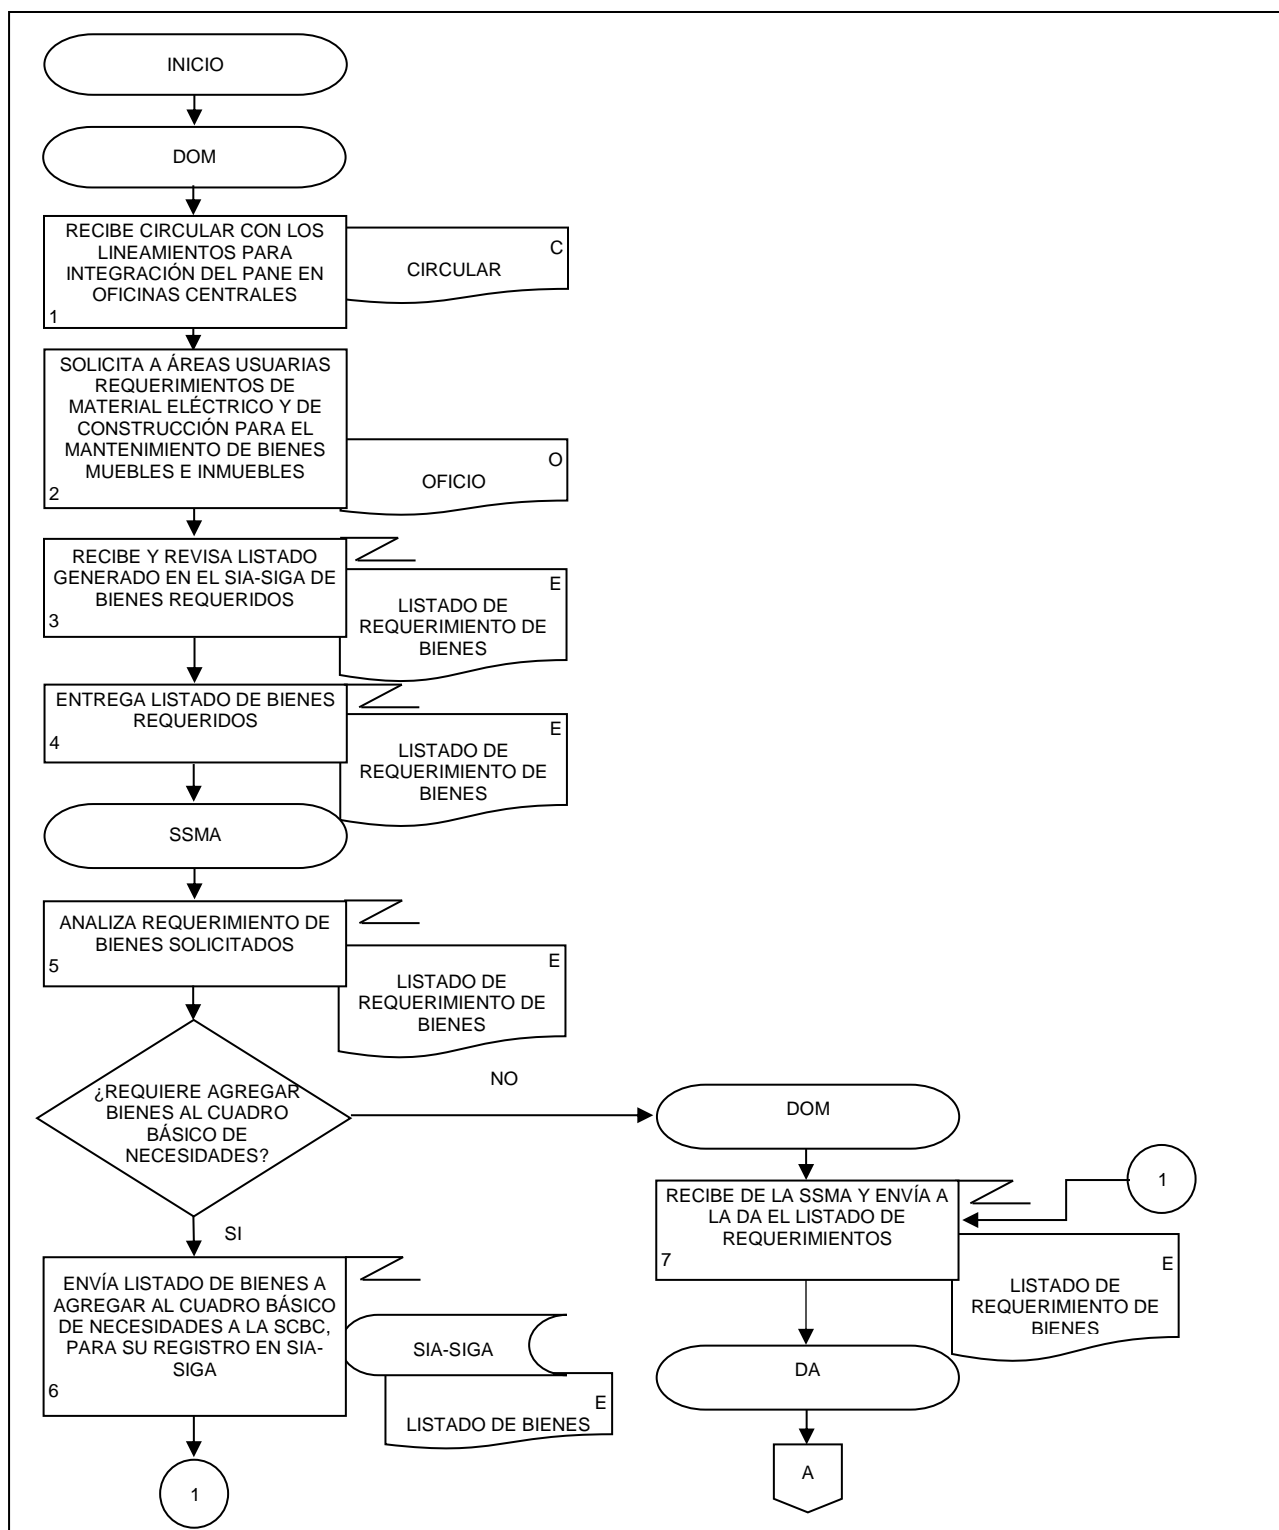 INICIO
DOM
RECIBE CIRCULAR CON LOS
LINEAMIENTOS PARA
INTEGRACIÓN DEL PANE EN
OFICINAS CENTRALES
1
C
CIRCULAR
SOLICITA A ÁREAS USUARIAS
REQUERIMIENTOS DE
MATERIAL ELÉCTRICO Y DE
CONSTRUCCIÓN PARA EL
MANTENIMIENTO DE BIENES
MUEBLES E INMUEBLES
2
O
OFICIO
RECIBE Y REVISA LISTADO
GENERADO EN EL SIA-SIGA DE
BIENES REQUERIDOS
3
E
LISTADO DE
REQUERIMIENTO DE
BIENES
ENTREGA LISTADO DE BIENES
REQUERIDOS
4
E
LISTADO DE
REQUERIMIENTO DE
BIENES
SSMA
ANALIZA REQUERIMIENTO DE
BIENES SOLICITADOS
5
E
LISTADO DE
REQUERIMIENTO DE
BIENES
¿REQUIERE AGREGAR
BIENES AL CUADRO
BÁSICO DE
NECESIDADES?
NO
SI
ENVÍA LISTADO DE BIENES A
AGREGAR AL CUADRO BÁSICO
DE NECESIDADES A LA SCBC,
PARA SU REGISTRO EN SIA-
SIGA
6
SIA-SIGA
E
LISTADO DE BIENES
1
DOM
1
RECIBE DE LA SSMA Y ENVÍA A
LA DA EL LISTADO DE
REQUERIMIENTOS
7
E
LISTADO DE
REQUERIMIENTO DE
BIENES
DA
A